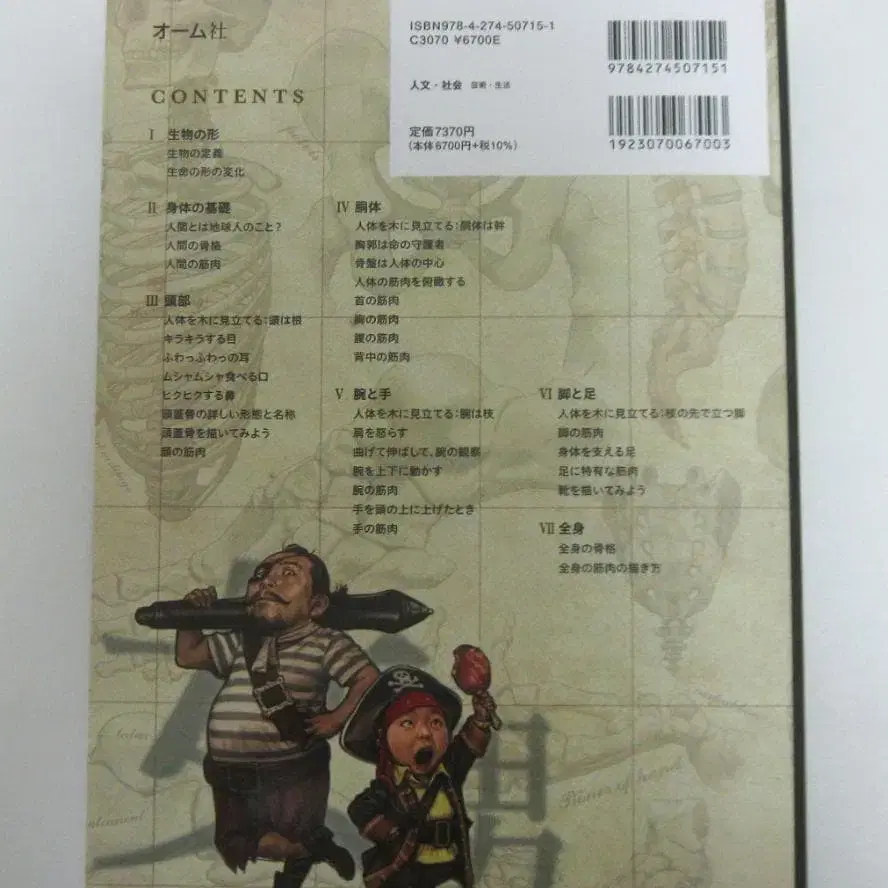 オーム社
ISBN978-4-274-50715-1
C3070 ¥6700E
9784274507151
人文・社会 芸術・生活
定価7370円
(本体6700円+税10%)
1923070067003
CONTENTS
I 生物の形
生物の定義
生命の形の変化
II 身体の基礎
人間とは地球人のこと?
人間の骨格
人間の筋肉
III 頭部
人体を木に見立てる:頭は根
キラキラする目
ふわっふわっの耳
ムシャムシャ食べる口
ヒクヒクする鼻
頭蓋骨の詳しい形態と名称
頭蓋骨を描いてみよう
顔の筋肉
IV 胴体
人体を木に見立てる:胴体は幹
胸郭は命の守護者
骨盤は人体の中心
人体の筋肉を俯瞰する
首の筋肉
胸の筋肉
腹の筋肉
背中の筋肉
V 腕と手
人体を木に見立てる:腕は枝
肩を怒らす
曲げて伸ばして、腕の観察
腕を上下に動かす
腕の筋肉
手を頭の上に上げたとき
手の筋肉
VI 脚と足
人体を木に見立てる:枝の先で立つ脚
脚の筋肉
身体を支える足
足に特有な筋肉
靴を描いてみよう
VII 全身
全身の骨格
全身の筋肉の描き方